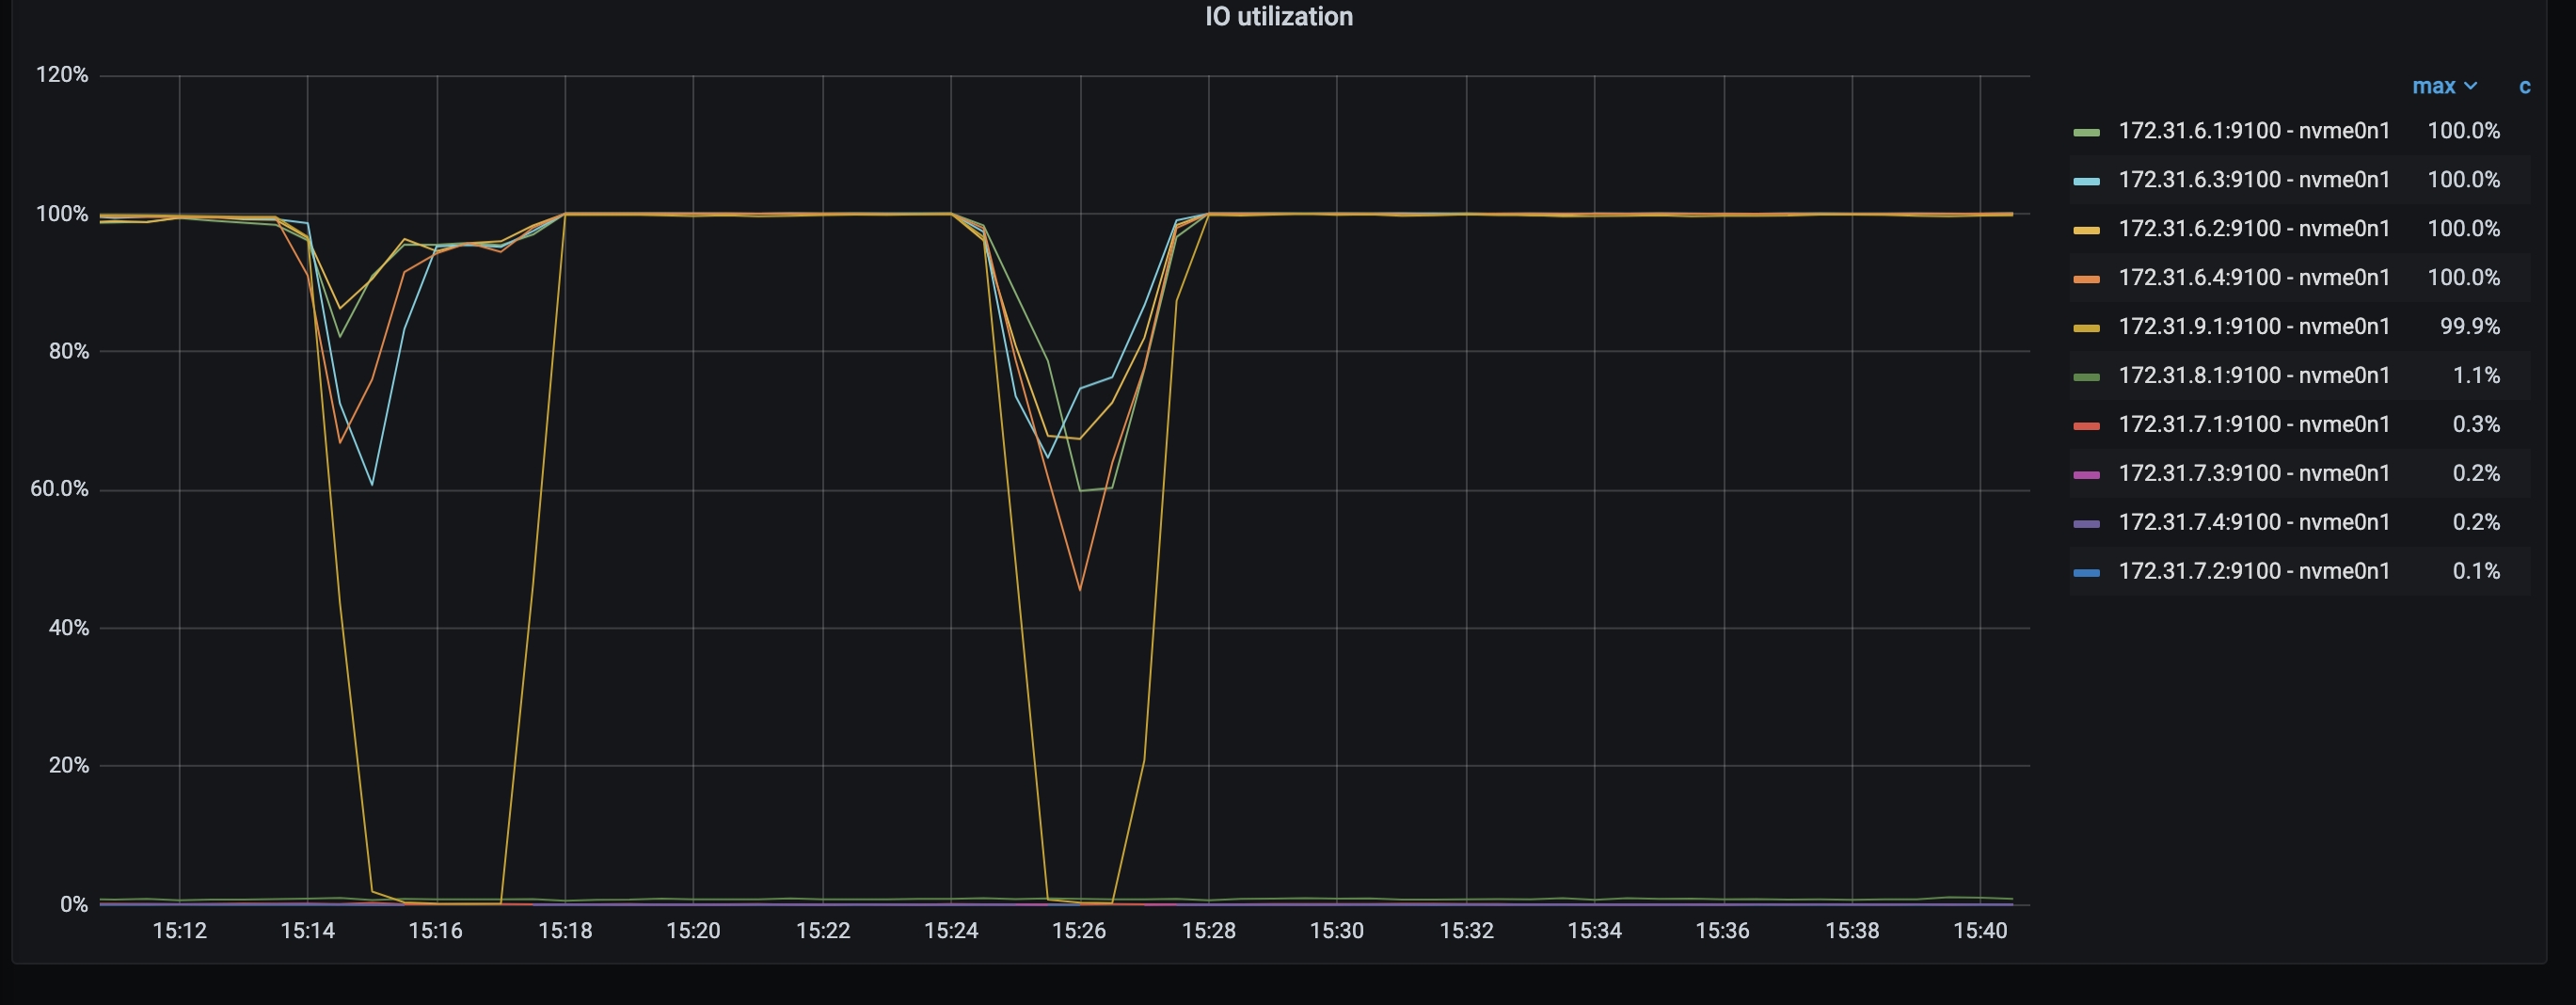 IO utilization
120%
100%
80%
60.0%
40%
20%
0%
15:12 15:14 15:16 15:18 15:20 15:22 15:24 15:26 15:28 15:30 15:32 15:34 15:36 15:38 15:40
max c
172.31.6.1:9100 - nvme0n1 100.0%
172.31.6.3:9100 - nvme0n1 100.0%
172.31.6.2:9100 - nvme0n1 100.0%
172.31.6.4:9100 - nvme0n1 100.0%
172.31.9.1:9100 - nvme0n1 99.9%
172.31.8.1:9100 - nvme0n1 1.1%
172.31.7.1:9100 - nvme0n1 0.3%
172.31.7.3:9100 - nvme0n1 0.2%
172.31.7.4:9100 - nvme0n1 0.2%
172.31.7.2:9100 - nvme0n1 0.1%